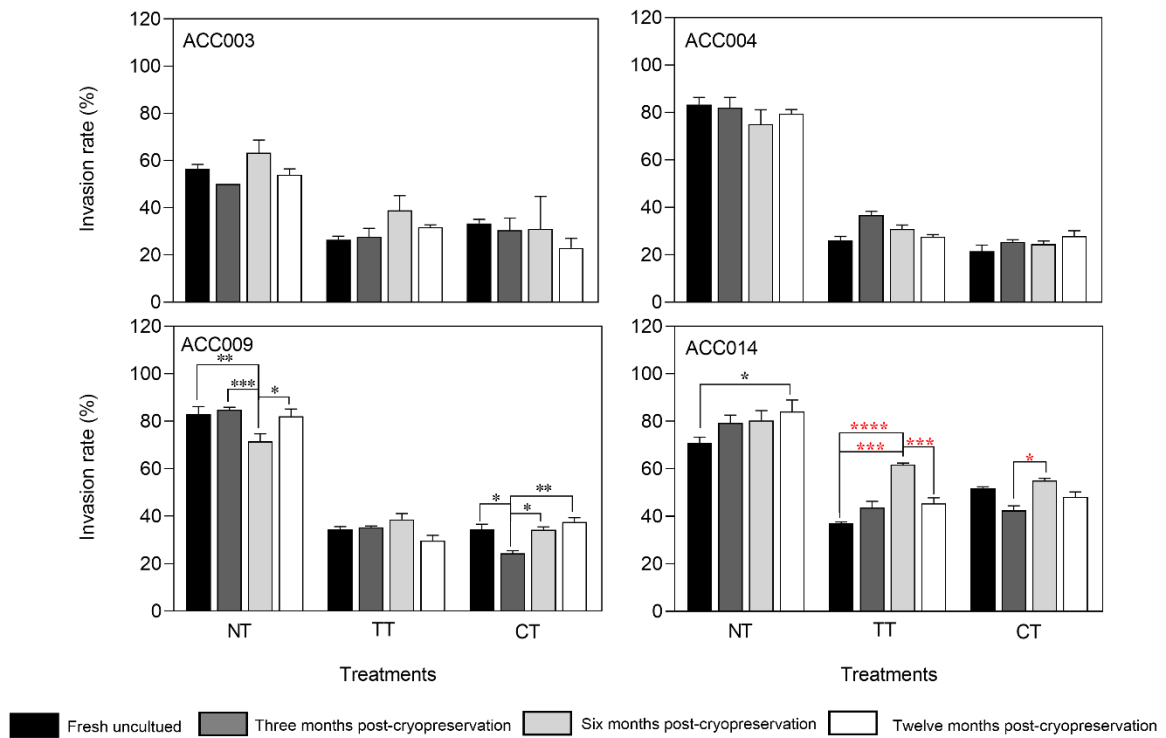 ACC003
120
100
80
60
40
20
0
Invasion rate (%)
ACC004
120
100
80
60
40
20
0
ACC009
120
100
80
60
40
20
0
Invasion rate (%)
**
***
*
*
*
**
NT
TT
CT
Treatments
ACC014
120
100
80
60
40
20
0
*
****
***
***
*
NT
TT
CT
Treatments
Fresh uncultued
Three months post-cryopreservation
Six months post-cryopreservation
Twelve months post-cryopreservation